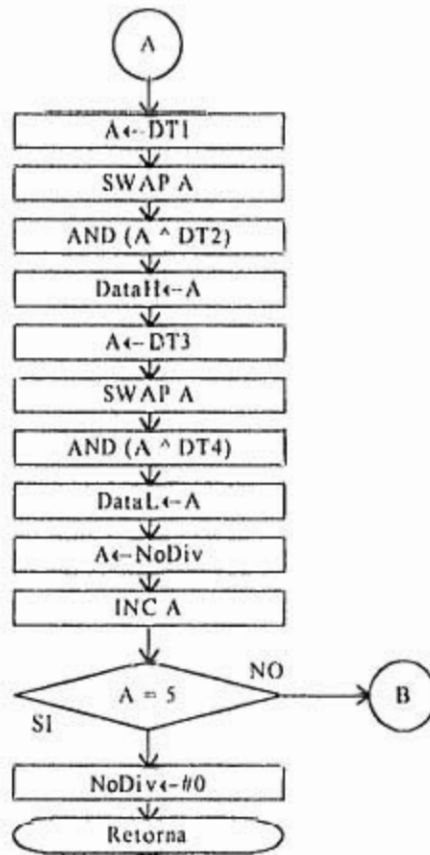 A
A←DT1
SWAP A
AND (A ^ DT2)
DataH←A
A←DT3
SWAP A
AND (A ^ DT4)
DataL←A
A←NoDiv
INC A
A = 5
NO
B
SI
NoDiv←#0
Retorna